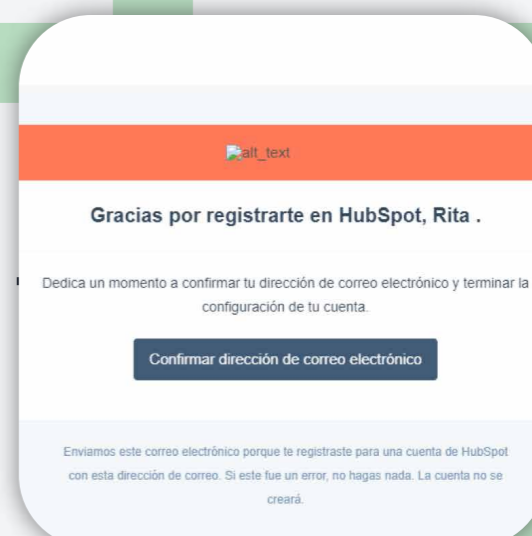 alt_text
Gracias por registrarte en HubSpot, Rita .
Dedica un momento a confirmar tu dirección de correo electrónico y terminar la
configuración de tu cuenta.
Confirmar dirección de correo electrónico
Enviamos este correo electrónico porque te registraste para una cuenta de HubSpot
con esta dirección de correo. Si este fue un error, no hagas nada. La cuenta no se
creará.